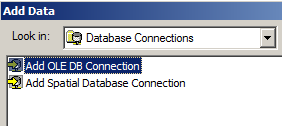 Add Data
Look in: Database Connections
Add OLE DB Connection
Add Spatial Database Connection